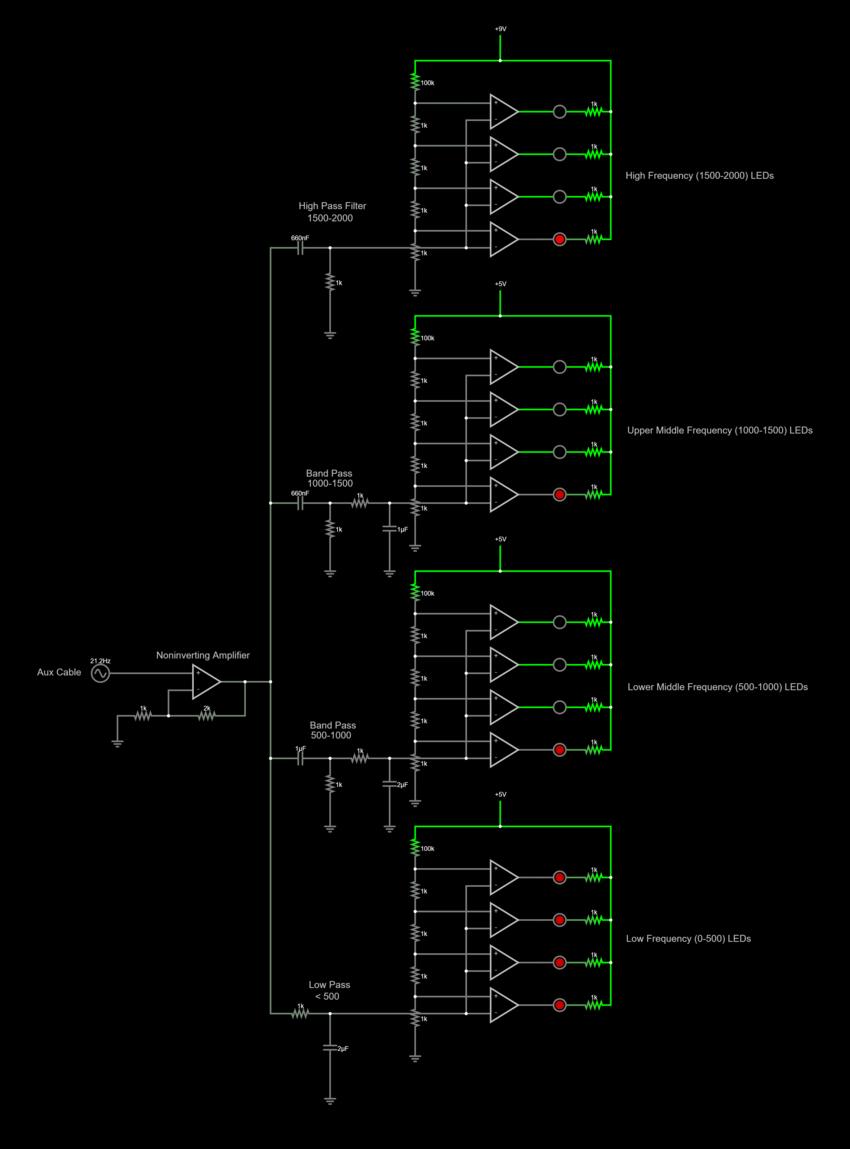 +9V
100k
1k
1k
1k
1k
1k
1k
1k
1k
+
-
+
-
+
-
+
-
High Frequency (1500-2000) LEDs
High Pass Filter
1500-2000
660nF
1k
+5V
100k
1k
1k
1k
1k
1k
1k
1k
1k
+
-
+
-
+
-
+
-
Upper Middle Frequency (1000-1500) LEDs
Band Pass
1000-1500
660nF
1k
1k
1µF
+5V
100k
1k
1k
1k
1k
1k
1k
1k
1k
+
-
+
-
+
-
+
-
Lower Middle Frequency (500-1000) LEDs
Noninverting Amplifier
21.2Hz
Aux Cable
+
-
1k
2k
Band Pass
500-1000
1µF
1k
1k
2µF
+5V
100k
1k
1k
1k
1k
1k
1k
1k
1k
+
-
+
-
+
-
+
-
Low Frequency (0-500) LEDs
Low Pass
< 500
1k
2µF